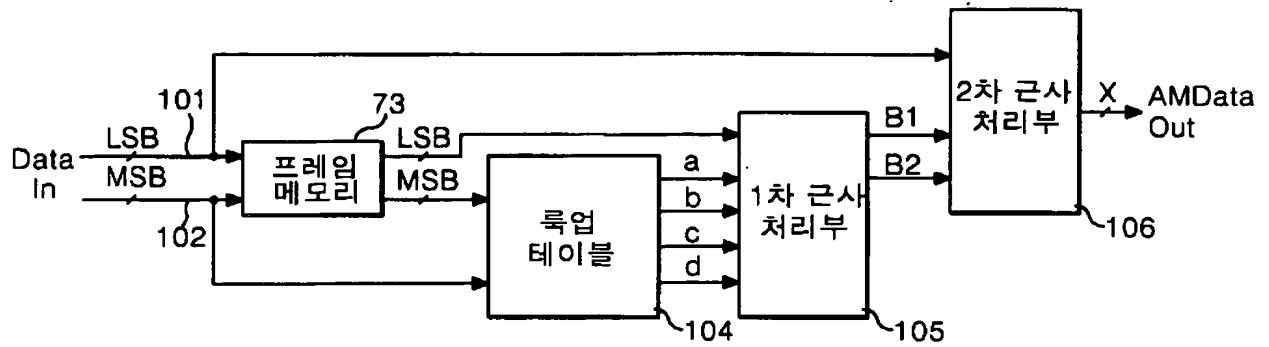 Data
In
LSB
MSB
101
102
73
프레임
메모리
LSB
MSB
룩업
테이블
104
a
b
c
d
1차 근사
처리부
105
B1
B2
2차 근사
처리부
106
X
AMData
Out